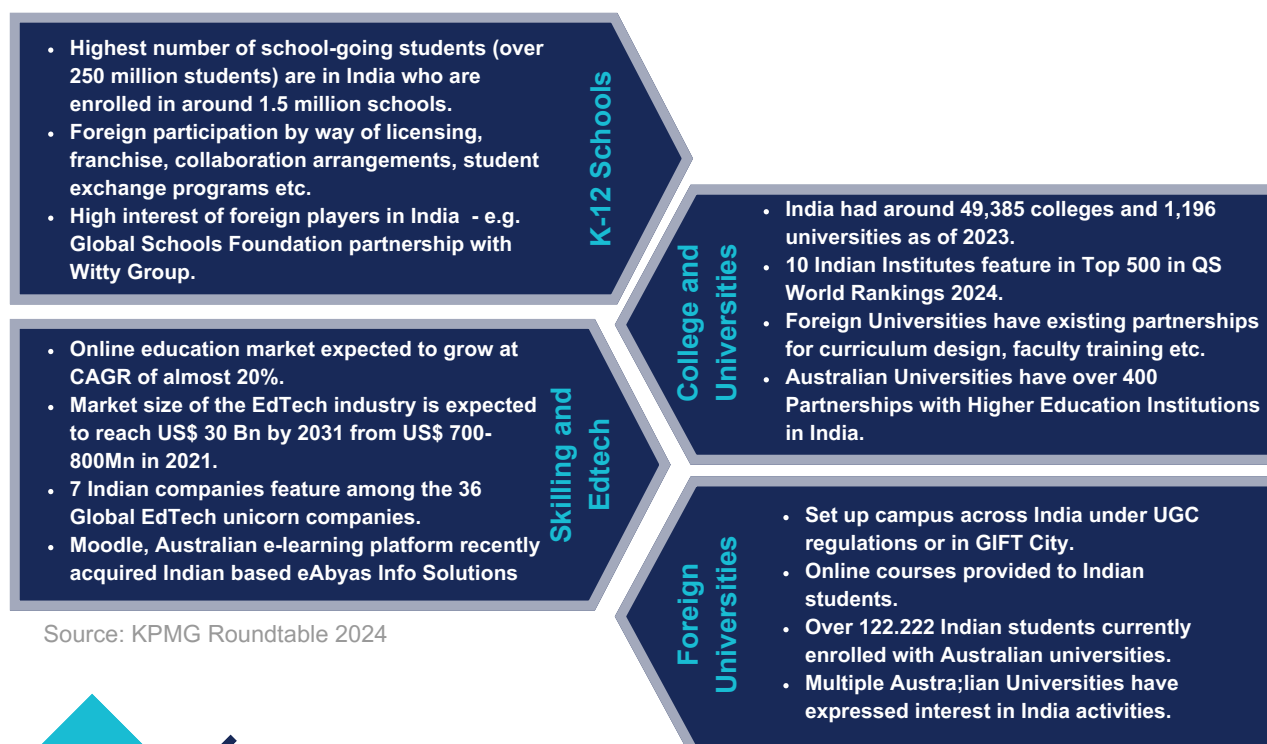 • Highest number of school-going students (over
250 million students) are in India who are
enrolled in around 1.5 million schools.
• Foreign participation by way of licensing,
franchise, collaboration arrangements, student
exchange programs etc.
• High interest of foreign players in India - e.g.
Global Schools Foundation partnership with
Witty Group.
K-12 Schools
College and
Universities
• India had around 49,385 colleges and 1,196
universities as of 2023.
• 10 Indian Institutes feature in Top 500 in QS
World Rankings 2024.
• Foreign Universities have existing partnerships
for curriculum design, faculty training etc.
• Australian Universities have over 400
Partnerships with Higher Education Institutions
in India.
• Online education market expected to grow at
CAGR of almost 20%.
• Market size of the EdTech industry is expected
to reach US$ 30 Bn by 2031 from US$ 700-
800Mn in 2021.
• 7 Indian companies feature among the 36
Global EdTech unicorn companies.
• Moodle, Australian e-learning platform recently
acquired Indian based eAbyas Info Solutions
Skilling and
Edtech
Foreign
Universities
• Set up campus across India under UGC
regulations or in GIFT City.
• Online courses provided to Indian
students.
• Over 122.222 Indian students currently
enrolled with Australian universities.
• Multiple Austra;lian Universities have
expressed interest in India activities.
Source: KPMG Roundtable 2024